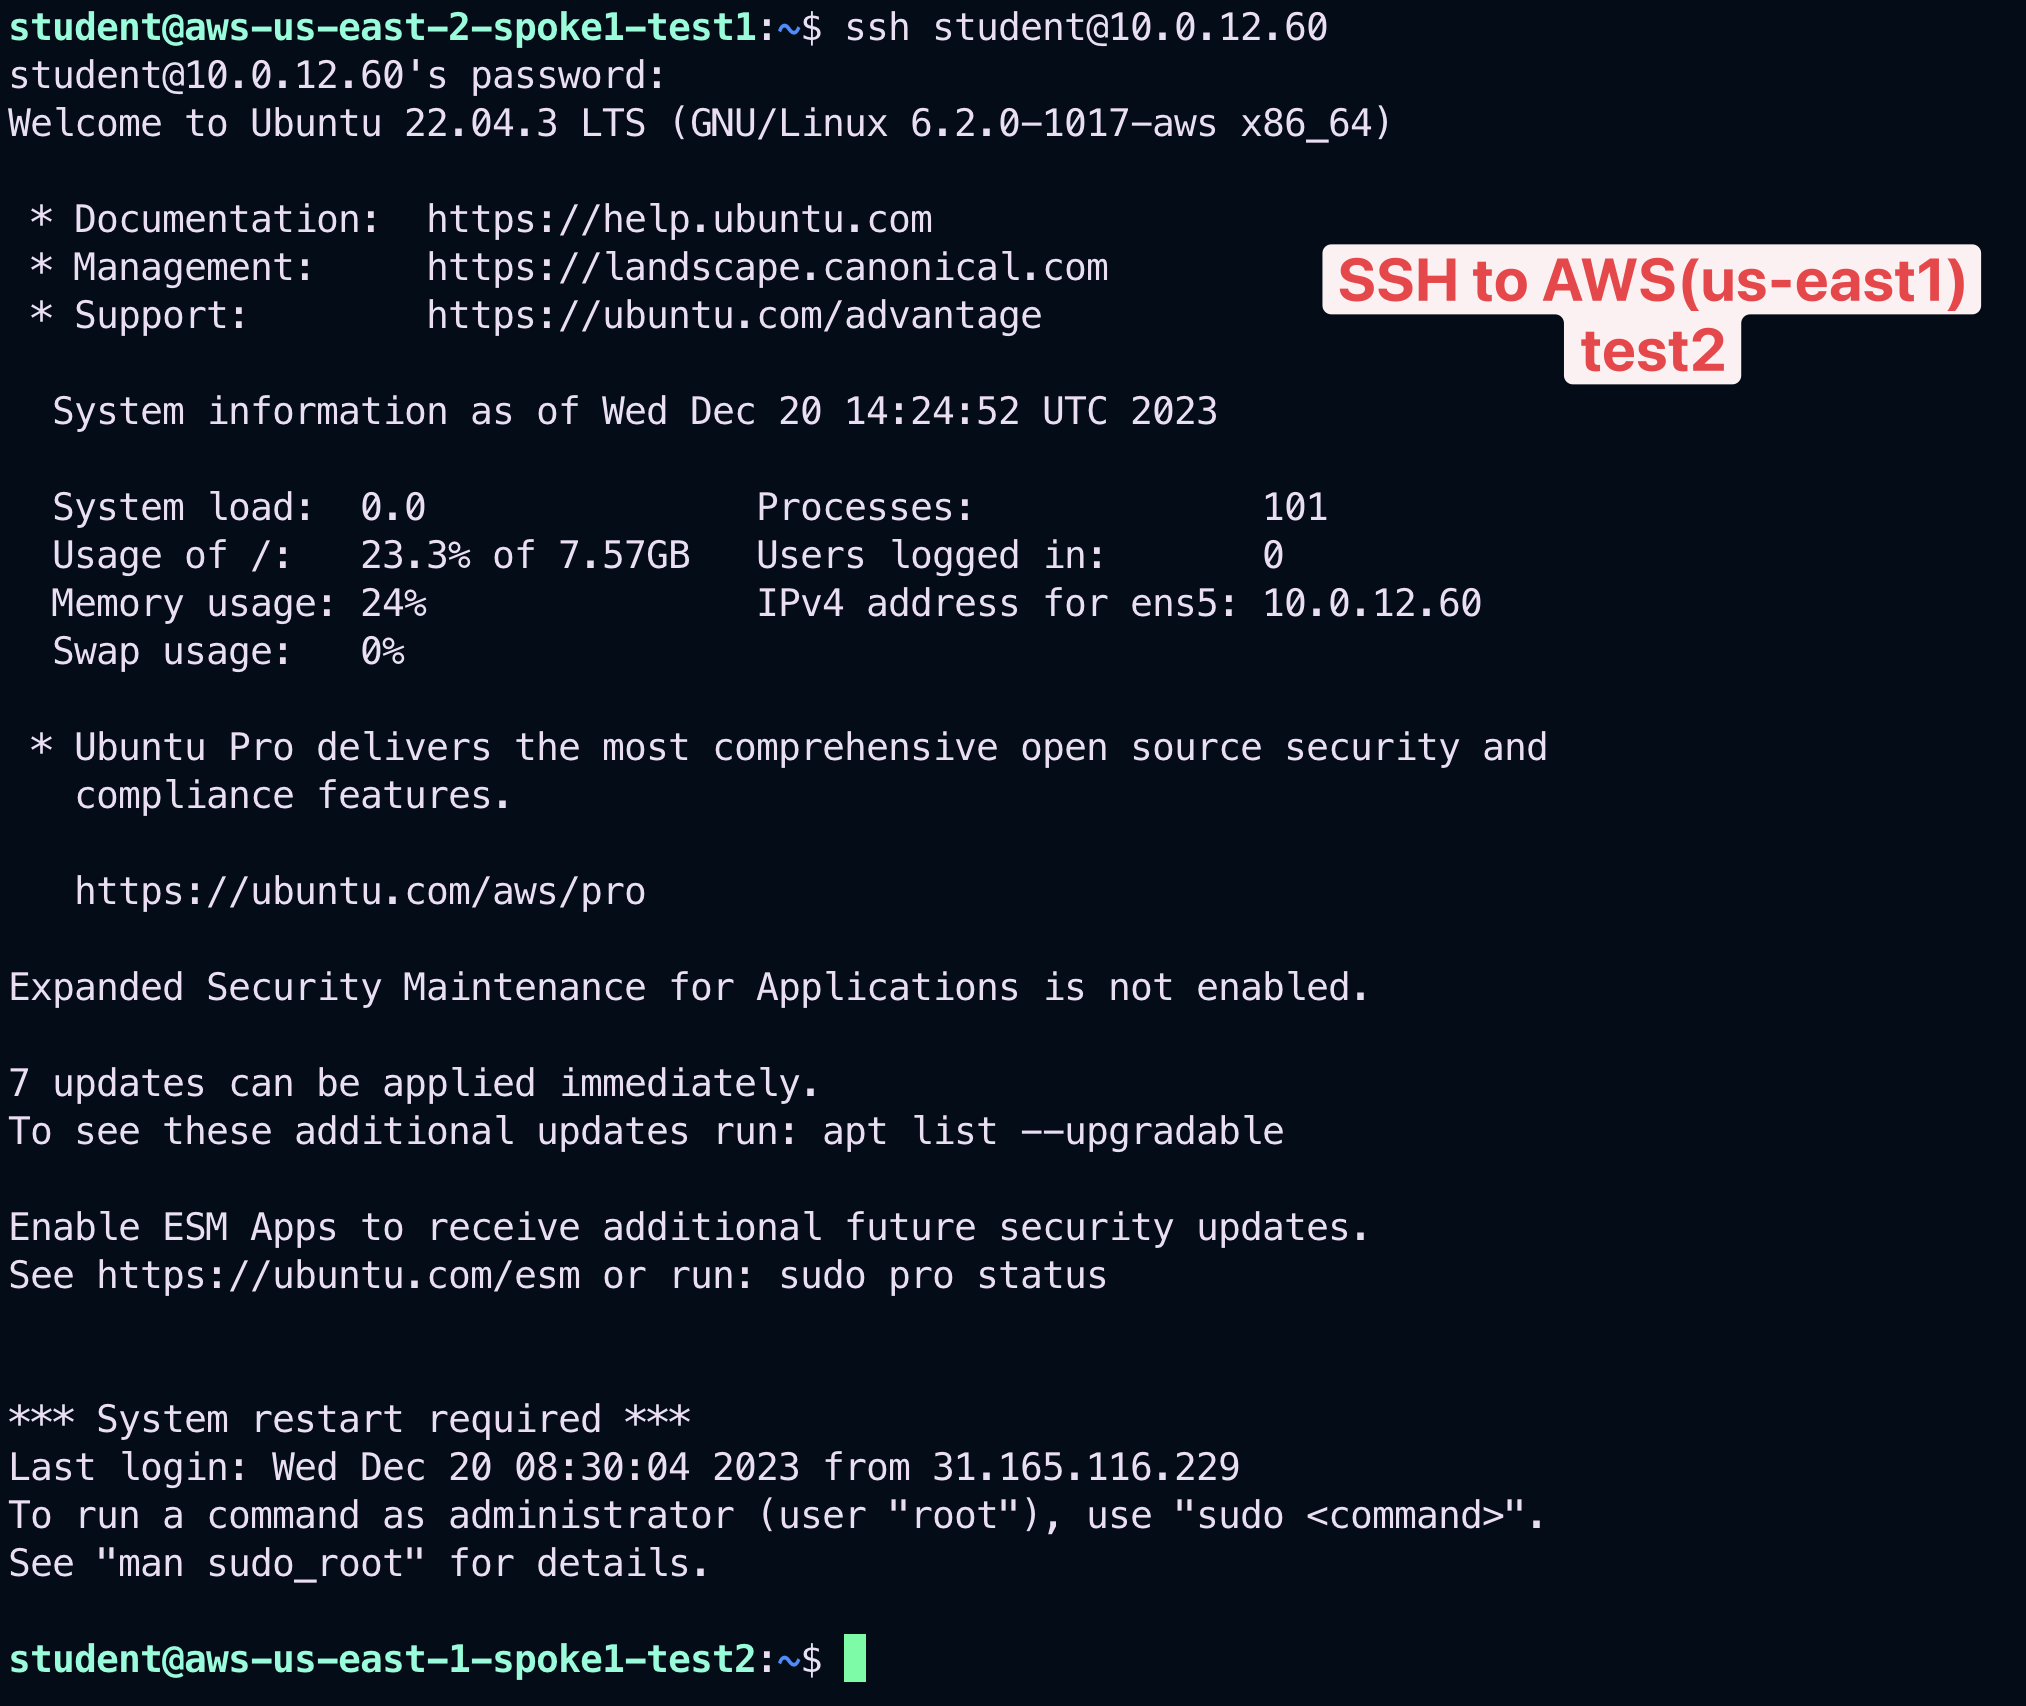 student@aws-us-east-2-spoke1-test1:~$ ssh student@10.0.12.60
student@10.0.12.60's password:
Welcome to Ubuntu 22.04.3 LTS (GNU/Linux 6.2.0-1017-aws x86_64)
* Documentation:  https://help.ubuntu.com
* Management:     https://landscape.canonical.com
* Support:        https://ubuntu.com/advantage
SSH to AWS(us-east1)
test2
System information as of Wed Dec 20 14:24:52 UTC 2023
System load:  0.0               Processes:             101
Usage of /:   23.3% of 7.57GB   Users logged in:       0
Memory usage: 24%               IPv4 address for ens5: 10.0.12.60
Swap usage:   0%
* Ubuntu Pro delivers the most comprehensive open source security and
compliance features.
https://ubuntu.com/aws/pro
Expanded Security Maintenance for Applications is not enabled.
7 updates can be applied immediately.
To see these additional updates run: apt list --upgradable
Enable ESM Apps to receive additional future security updates.
See https://ubuntu.com/esm or run: sudo pro status
*** System restart required ***
Last login: Wed Dec 20 08:30:04 2023 from 31.165.116.229
To run a command as administrator (user "root"), use "sudo <command>".
See "man sudo_root" for details.
student@aws-us-east-1-spoke1-test2:~$